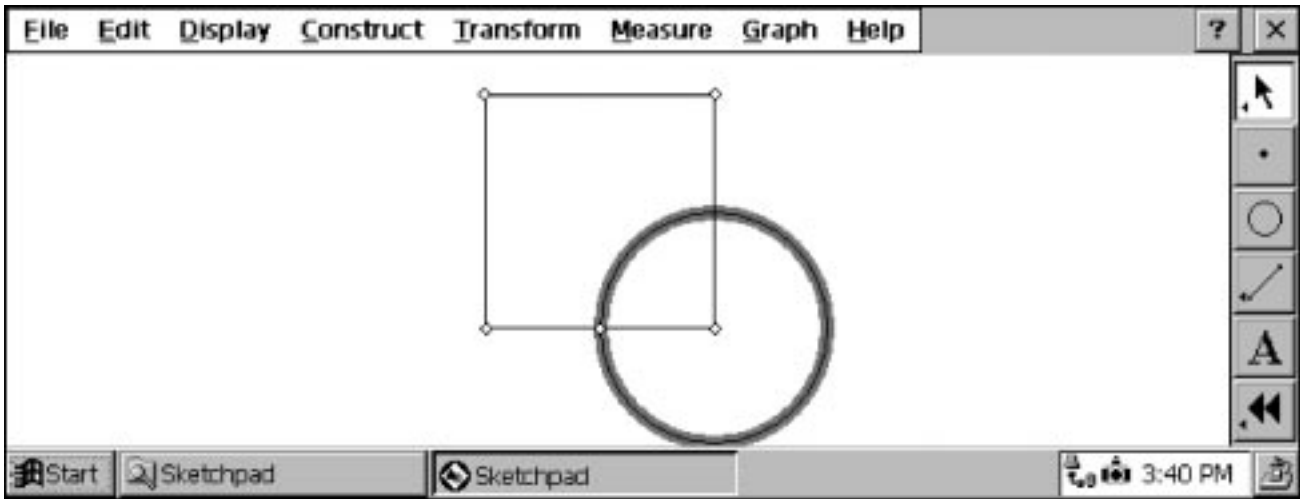 File Edit Display Construct Transform Measure Graph Help ? ×
A
Start Sketchpad Sketchpad 3:40 PM